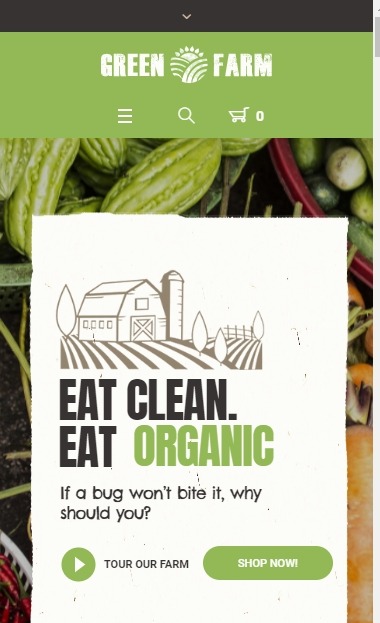 GREEN FARM
0
EAT CLEAN.
EAT ORGANIC
If a bug won't bite it, why
should you?
TOUR OUR FARM
SHOP NOW!